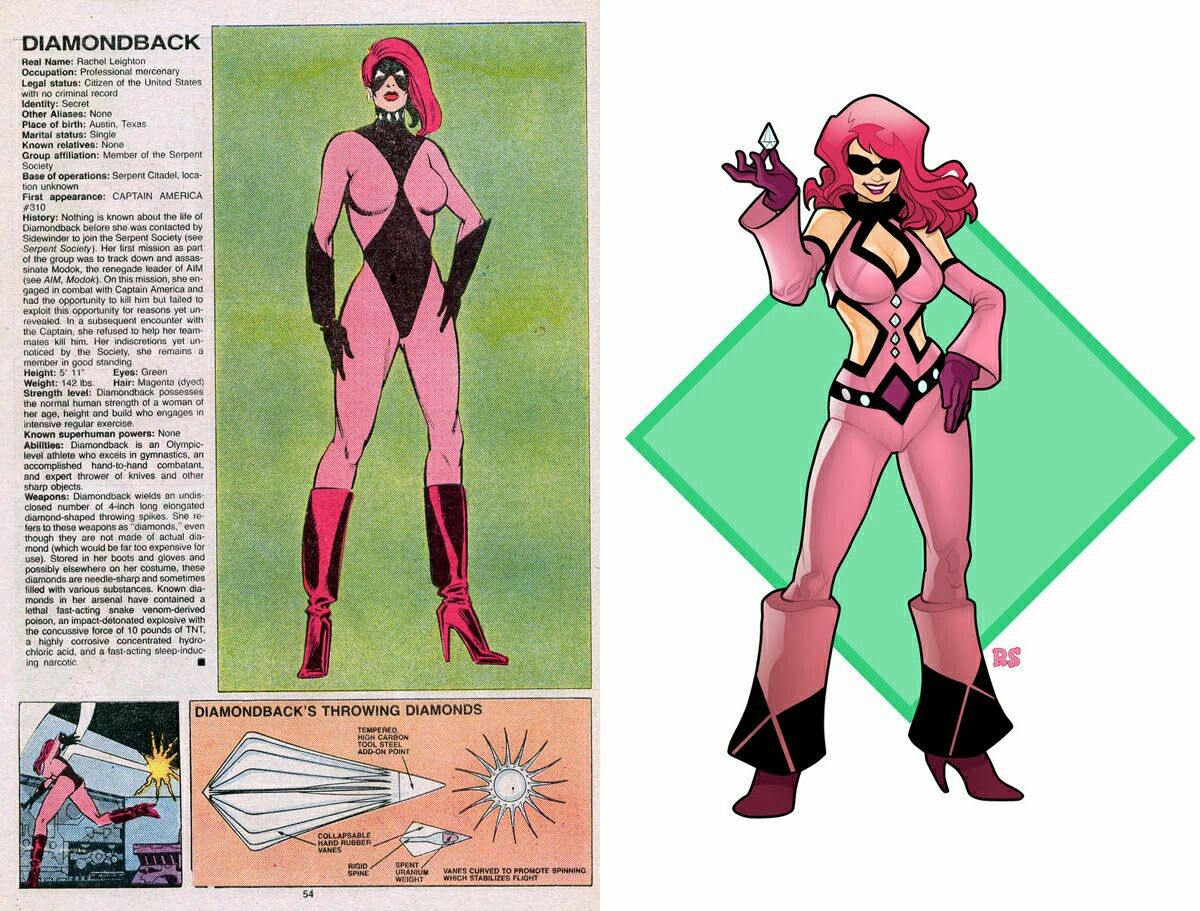 DIAMONDBACK
Real Name: Rachel Leighton
Occupation: Professional mercenary
Legal status: Citizen of the United States
with no criminal record
Identity: Secret
Other Aliases: None
Place of birth: Austin, Texas
Marital status: Single
Known relatives: None
Group affiliation: Member of the Serpent
Society
Base of operations: Serpent Citadel, loca-
tion unknown
First appearance: CAPTAIN AMERICA
#310
History: Nothing is known about the life of
Diamondback before she was contacted by
Sidewinder to join the Serpent Society (see
Serpent Society). Her first mission as part
of the group was to track down and assas-
sinate Modok, the renegade leader of AIM
(see AIM, Modok). On this mission, she en-
gaged in combat with Captain America and
had the opportunity to kill him but failed to
exploit this opportunity for reasons yet un-
revealed. In a subsequent encounter with
the Captain, she refused to help her team-
mates kill him. Her indiscretions yet un-
noticed by the Society, she remains a
member in good standing.
Height: 5' 11" Eyes: Green
Weight: 142 lbs. Hair: Magenta (dyed)
Strength level: Diamondback possesses
the normal human strength of a woman of
her age, height and build who engages in
intensive regular exercise.
Known superhuman powers: None
Abilities: Diamondback is an Olympic-
level athlete who excels in gymnastics, an
accomplished hand-to-hand combatant,
and expert thrower of knives and other
sharp objects.
Weapons: Diamondback wields an undis-
closed number of 4-inch long elongated
diamond-shaped throwing spikes. She re-
fers to these weapons as "diamonds," even
though they are not made of actual dia-
mond (which would be far too expensive for
use). Stored in her boots and gloves and
possibly elsewhere on her costume, these
diamonds are needle-sharp and sometimes
filled with various substances. Known dia-
monds in her arsenal have contained a
lethal fast-acting snake venom-derived
poison, an impact-detonated explosive with
the concussive force of 10 pounds of TNT,
a highly corrosive concentrated hydro-
chloric acid, and a fast-acting sleep-induc-
ing narcotic.
DIAMONDBACK'S THROWING DIAMONDS
TEMPERED,
HIGH CARBON
TOOL STEEL
ADD-ON POINT
COLLAPSABLE
HARD RUBBER
VANES
RIGID
SPINE
SPENT
URANIUM
WEIGHT
VANES CURVED TO PROMOTE SPINNING
WHICH STABILIZES FLIGHT
54
RS